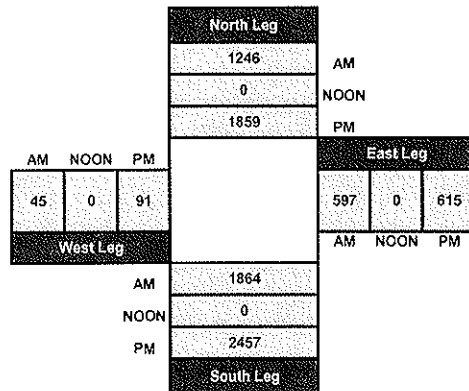 North Leg
1246 AM
0 NOON
1859 PM
AM NOON PM
East Leg
45 0 91
597 0 615
West Leg
AM NOON PM
AM 1864
NOON 0
PM 2457
South Leg